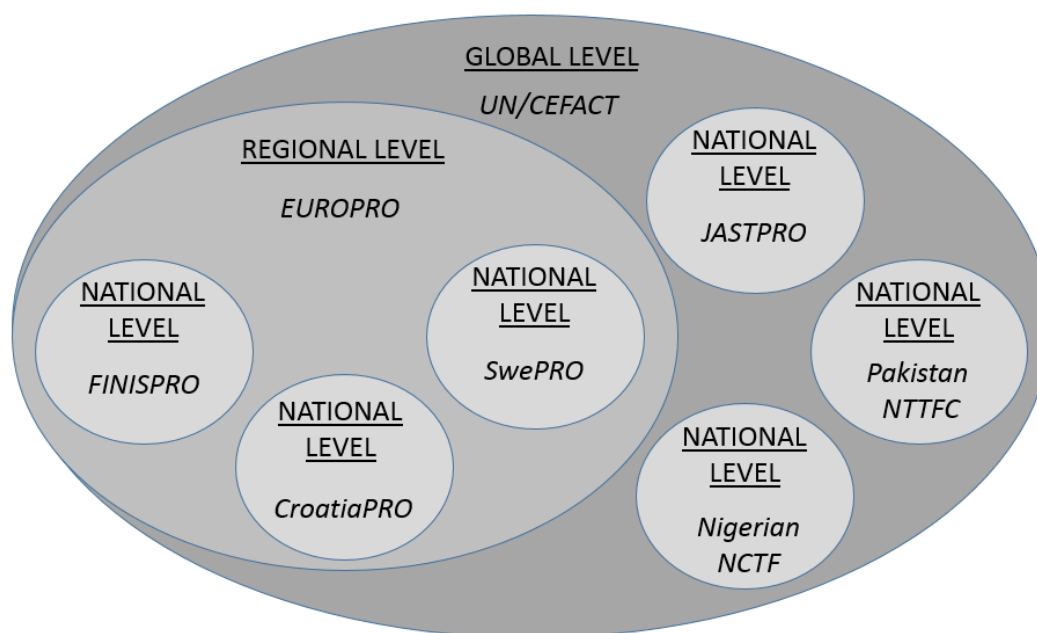 GLOBAL LEVEL
UN/CEFACT
REGIONAL LEVEL
EUROPRO
NATIONAL
LEVEL
JASTPRO
NATIONAL
LEVEL
FINISPRO
NATIONAL
LEVEL
SwePRO
NATIONAL
LEVEL
Pakistan
NTTFC
NATIONAL
LEVEL
CroatiaPRO
NATIONAL
LEVEL
Nigerian
NCTF